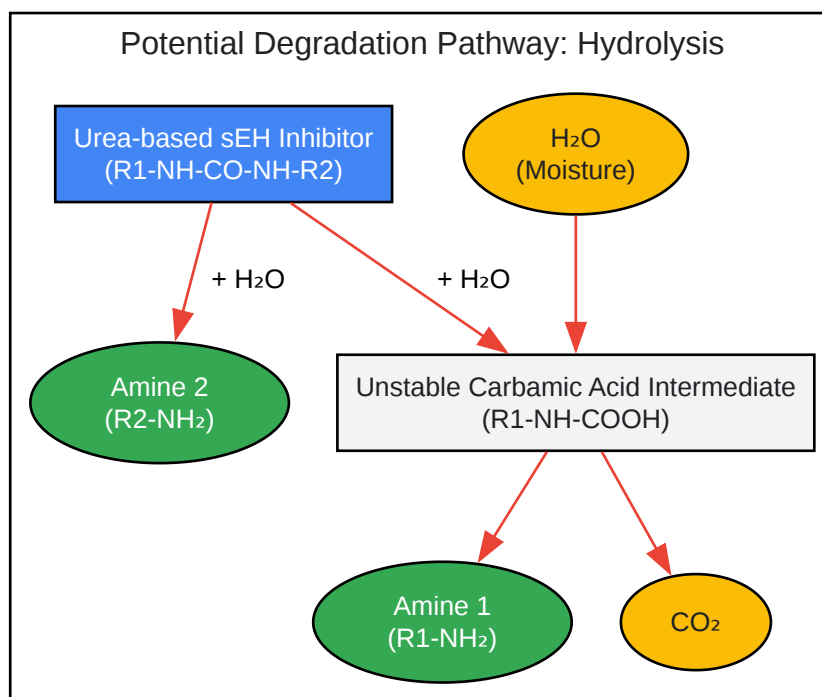 Potential Degradation Pathway: Hydrolysis
Urea-based sEH Inhibitor
(R1-NH-CO-NH-R2)
H₂O
(Moisture)
+ H₂O
+ H₂O
Amine 2
(R2-NH₂)
Unstable Carbamic Acid Intermediate
(R1-NH-COOH)
Amine 1
(R1-NH₂)
CO₂